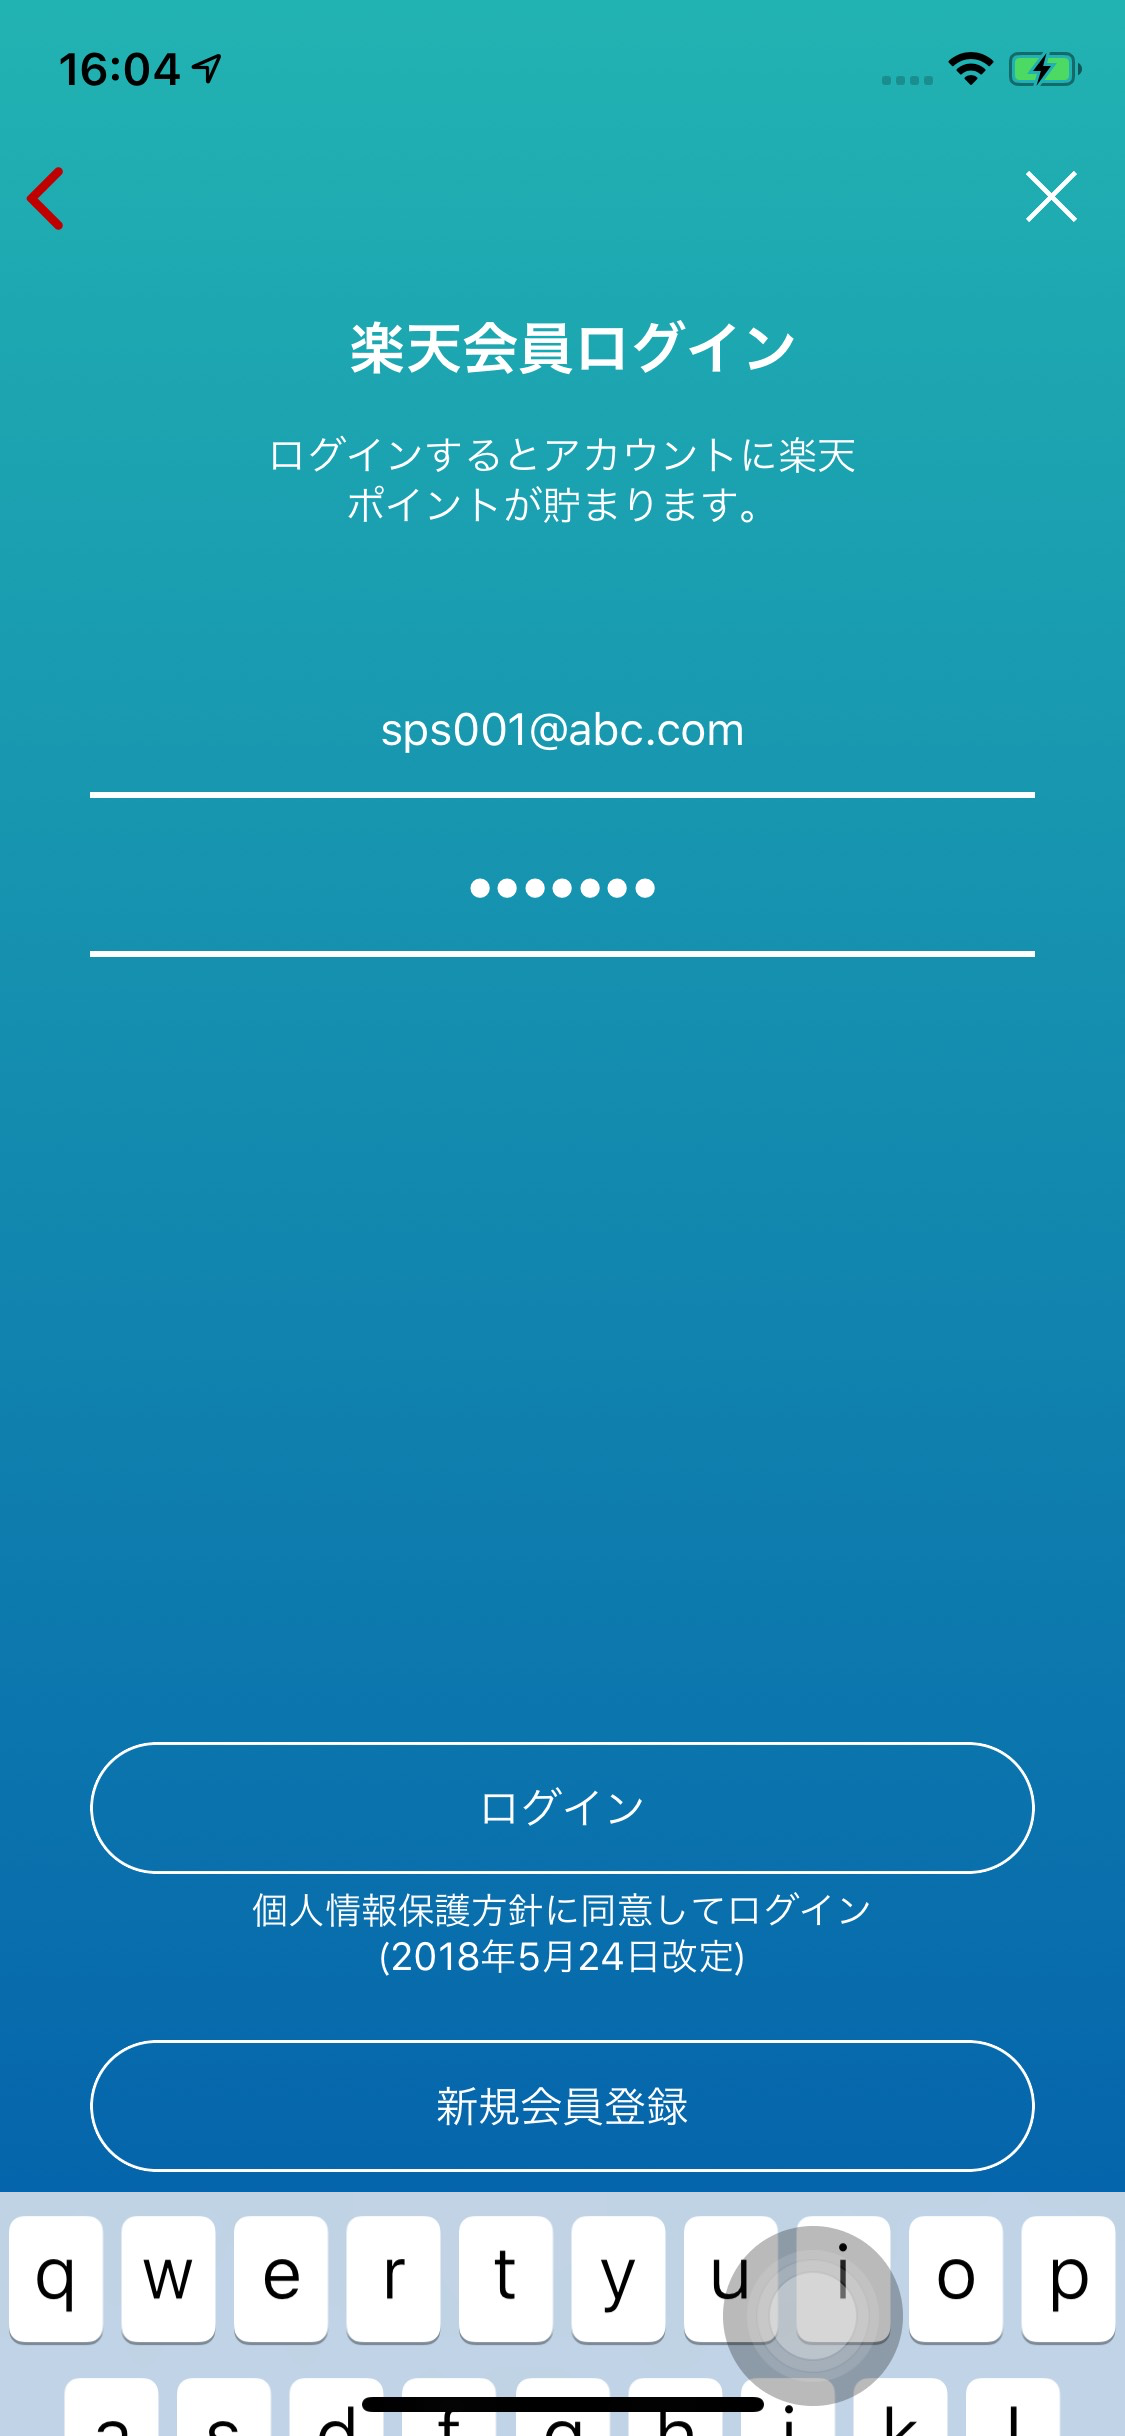 16:04
楽天会員ログイン
ログインするとアカウントに楽天
ポイントが貯まります。
sps001@abc.com
ログイン
個人情報保護方針に同意してログイン
(2018年5月24日改定)
新規会員登録
q w e r t y u i o p
a s d f g h j k l